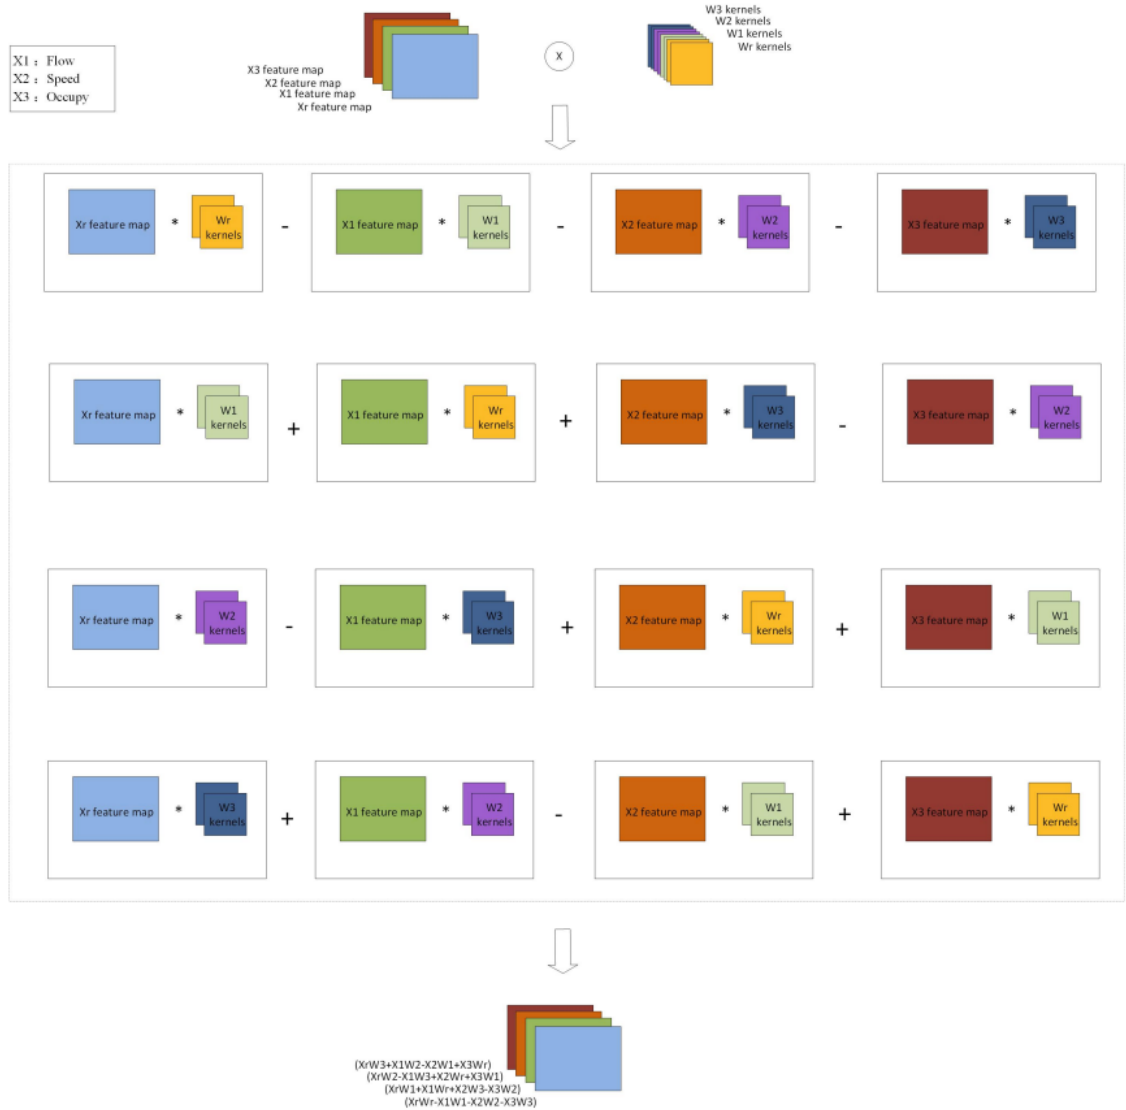 W3 kernels
W2 kernels
W1 kernels
Wr kernels
X
X1 : Flow
X2 : Speed
X3 : Occupy
X3 feature map
X2 feature map
X1 feature map
Xr feature map
Xr feature map * Wr kernels - X1 feature map * W1 kernels - X2 feature map * W2 kernels - X3 feature map * W3 kernels
Xr feature map * W1 kernels + X1 feature map * Wr kernels + X2 feature map * W3 kernels - X3 feature map * W2 kernels
Xr feature map * W2 kernels - X1 feature map * W3 kernels + X2 feature map * Wr kernels + X3 feature map * W1 kernels
Xr feature map * W3 kernels + X1 feature map * W2 kernels - X2 feature map * W1 kernels + X3 feature map * Wr kernels
(XrW3+X1W2-X2W1+X3Wr)
(XrW2-X1W3+X2Wr+X3W1)
(XrW1+X1Wr+X2W3-X3W2)
(XrWr-X1W1-X2W2-X3W3)